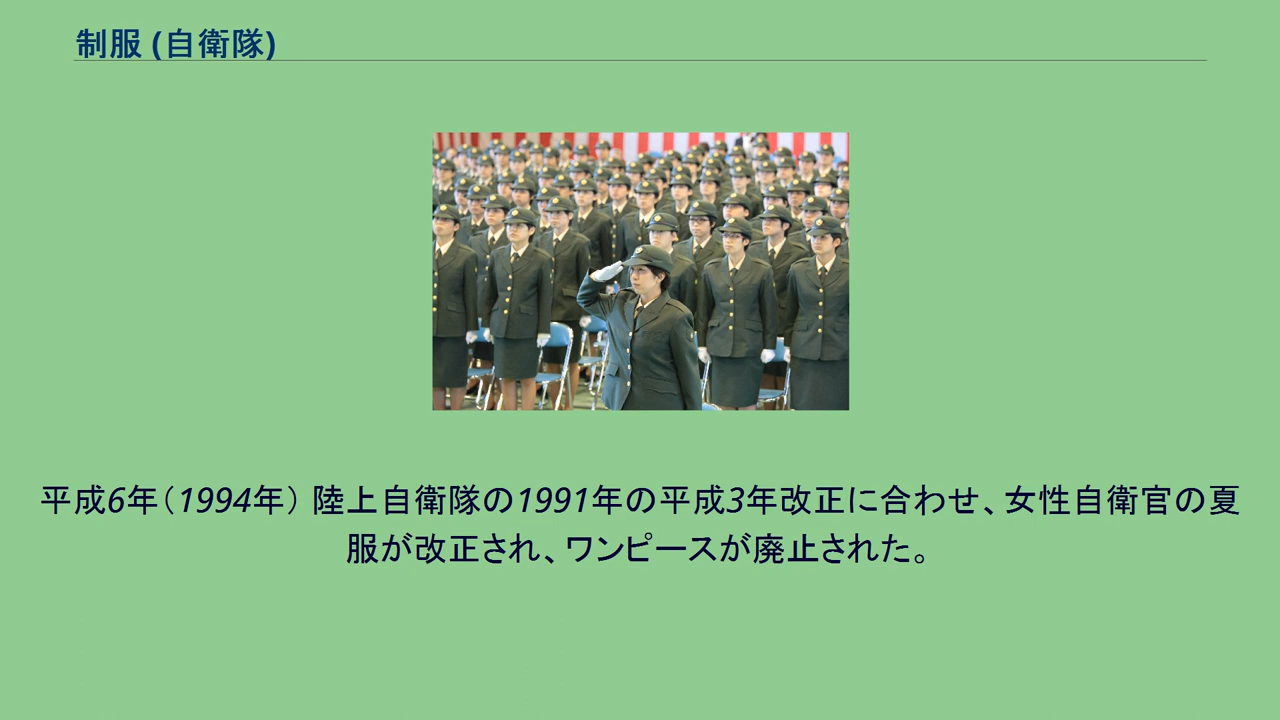 制服 (自衛隊)
平成6年（1994年） 陸上自衛隊の1991年の平成3年改正に合わせ、女性自衛官の夏
服が改正され、ワンピースが廃止された。